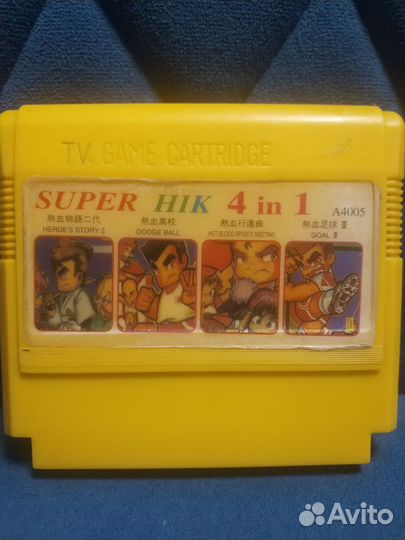 TV GAME CARTRIDGE
SUPER HIK 4 in 1 A4005
熱血物語二代 熱血高校 熱血行進曲 熱血足球 III
HERDE'S STORY 2 DODGE BALL HOT BLOOD SPORTS MEETING GOAL II
Avito